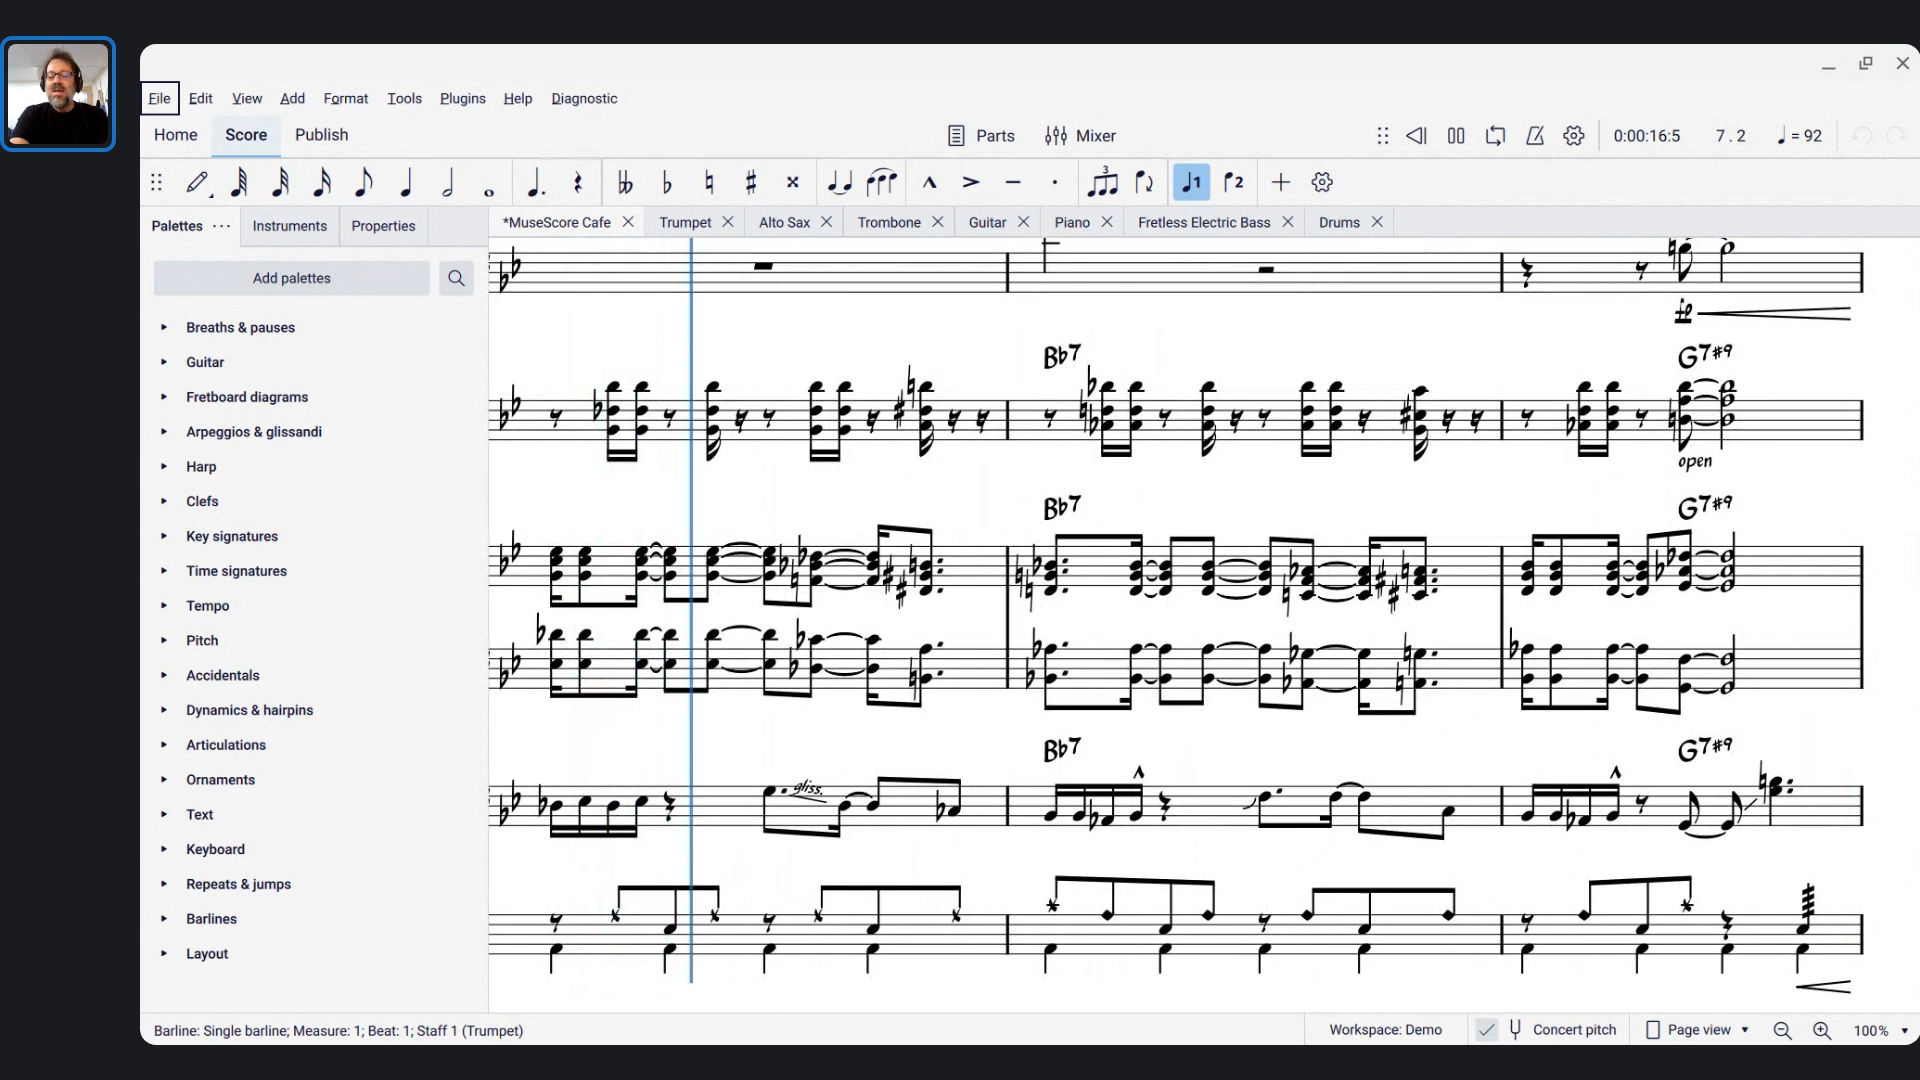 File Edit View Add Format Tools Plugins Help Diagnostic
Home Score Publish Parts Mixer 0:00:16:5 7 . 2 ♩ = 92
3 1 2
Palettes ··· Instruments Properties
*MuseScore Cafe Trumpet Alto Sax Trombone Guitar Piano Fretless Electric Bass Drums
Add palettes
Breaths & pauses
Guitar
Fretboard diagrams
Arpeggios & glissandi
Harp
Clefs
Key signatures
Time signatures
Tempo
Pitch
Accidentals
Dynamics & hairpins
Articulations
Ornaments
Text
Keyboard
Repeats & jumps
Barlines
Layout
Bb7 G7#9
open
Bb7 G7#9
Bb7 G7#9
gliss.
Barline: Single barline; Measure: 1; Beat: 1; Staff 1 (Trumpet)
Workspace: Demo Concert pitch Page view 100%